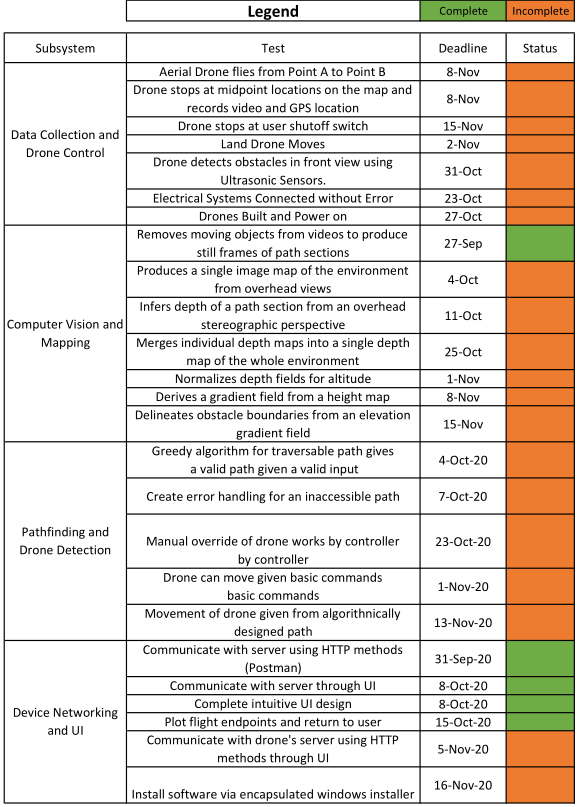 Legend
Complete
Incomplete
Subsystem
Test
Deadline
Status
Data Collection and
Drone Control
Aerial Drone flies from Point A to Point B
8-Nov
Drone stops at midpoint locations on the map and
records video and GPS location
8-Nov
Drone stops at user shutoff switch
15-Nov
Land Drone Moves
2-Nov
Drone detects obstacles in front view using
Ultrasonic Sensors.
31-Oct
Electrical Systems Connected without Error
23-Oct
Drones Built and Power on
27-Oct
Computer Vision and
Mapping
Removes moving objects from videos to produce
still frames of path sections
27-Sep
Produces a single image map of the environment
from overhead views
4-Oct
Infers depth of a path section from an overhead
stereographic perspective
11-Oct
Merges individual depth maps into a single depth
map of the whole environment
25-Oct
Normalizes depth fields for altitude
1-Nov
Derives a gradient field from a height map
8-Nov
Delineates obstacle boundaries from an elevation
gradient field
15-Nov
Pathfinding and
Drone Detection
Greedy algorithm for traversable path gives
a valid path given a valid input
4-Oct-20
Create error handling for an inaccessible path
7-Oct-20
Manual override of drone works by controller
by controller
23-Oct-20
Drone can move given basic commands
basic commands
1-Nov-20
Movement of drone given from algorithnically
designed path
13-Nov-20
Device Networking
and UI
Communicate with server using HTTP methods
(Postman)
31-Sep-20
Communicate with server through UI
8-Oct-20
Complete intuitive UI design
8-Oct-20
Plot flight endpoints and return to user
15-Oct-20
Communicate with drone's server using HTTP
methods through UI
5-Nov-20
Install software via encapsulated windows installer
16-Nov-20